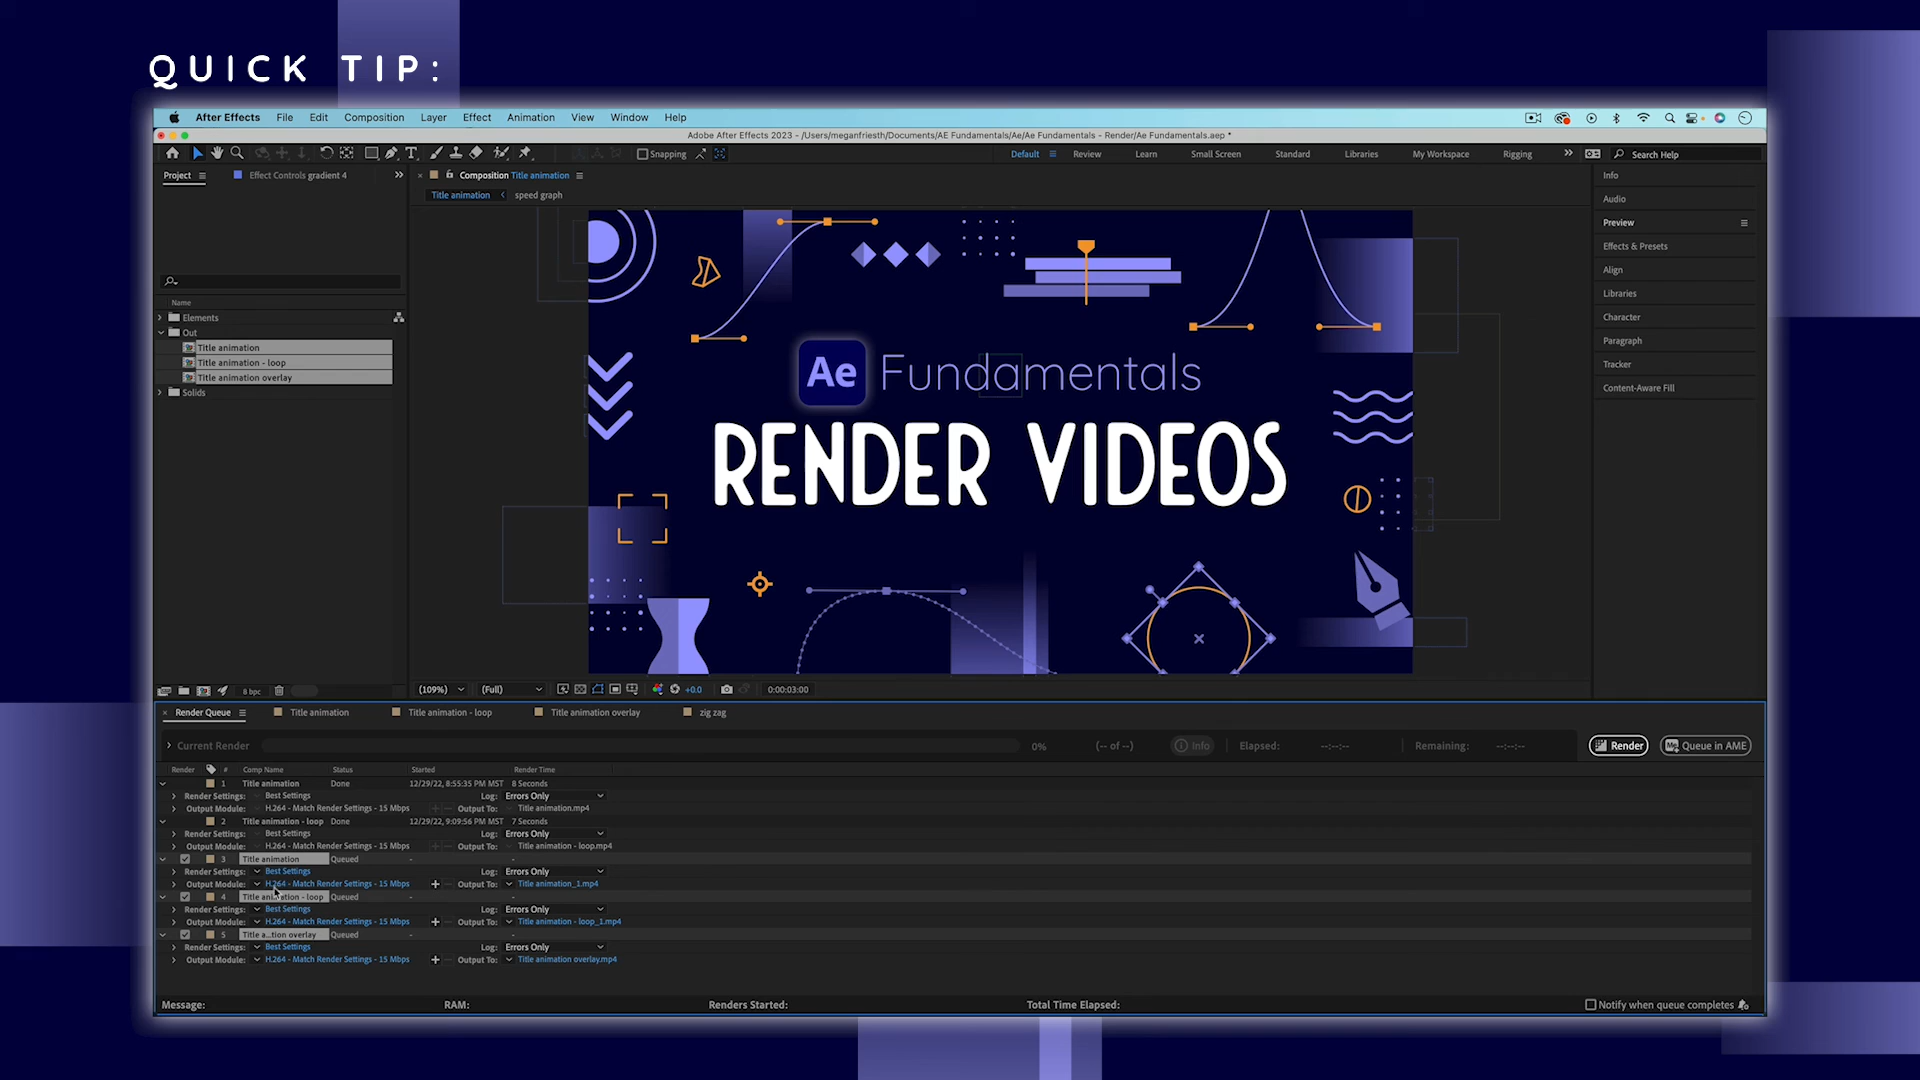 QUICK TIP:
After Effects File Edit Composition Layer Effect Animation View Window Help
Adobe After Effects 2023 - /Users/meganfriesth/Documents/AE Fundamentals/Ae/Ae Fundamentals - Render/Ae Fundamentals.aep *
Snapping Default Review Learn Small Screen Standard Libraries My Workspace Rigging Search Help
Project Effect Controls gradient 4 Composition Title animation
Title animation speed graph
Name
Elements
Out
Title animation
Title animation - loop
Title animation overlay
Solids
Ae Fundamentals
RENDER VIDEOS
Info
Audio
Preview
Effects & Presets
Align
Libraries
Character
Paragraph
Tracker
Content-Aware Fill
8 bpc (109%) (Full) +0.0 0:00:03:00
Render Queue Title animation Title animation - loop Title animation overlay zig zag
Current Render 0% (-- of --) Info Elapsed: --:--:-- Remaining: --:--:-- Render Queue in AME
Render # Comp Name Status Started Render Time
1 Title animation Done 12/29/22, 8:55:35 PM MST 8 Seconds
Render Settings: Best Settings Log: Errors Only
Output Module: H.264 - Match Render Settings - 15 Mbps Output To: Title animation.mp4
2 Title animation - loop Done 12/29/22, 9:09:56 PM MST 7 Seconds
Render Settings: Best Settings Log: Errors Only
Output Module: H.264 - Match Render Settings - 15 Mbps Output To: Title animation - loop.mp4
3 Title animation Queued - -
Render Settings: Best Settings Log: Errors Only
Output Module: H.264 - Match Render Settings - 15 Mbps Output To: Title animation_1.mp4
4 Title animation - loop Queued - -
Render Settings: Best Settings Log: Errors Only
Output Module: H.264 - Match Render Settings - 15 Mbps Output To: Title animation - loop_1.mp4
5 Title a...tion overlay Queued - -
Render Settings: Best Settings Log: Errors Only
Output Module: H.264 - Match Render Settings - 15 Mbps Output To: Title animation overlay.mp4
Message: RAM: Renders Started: Total Time Elapsed: Notify when queue completes